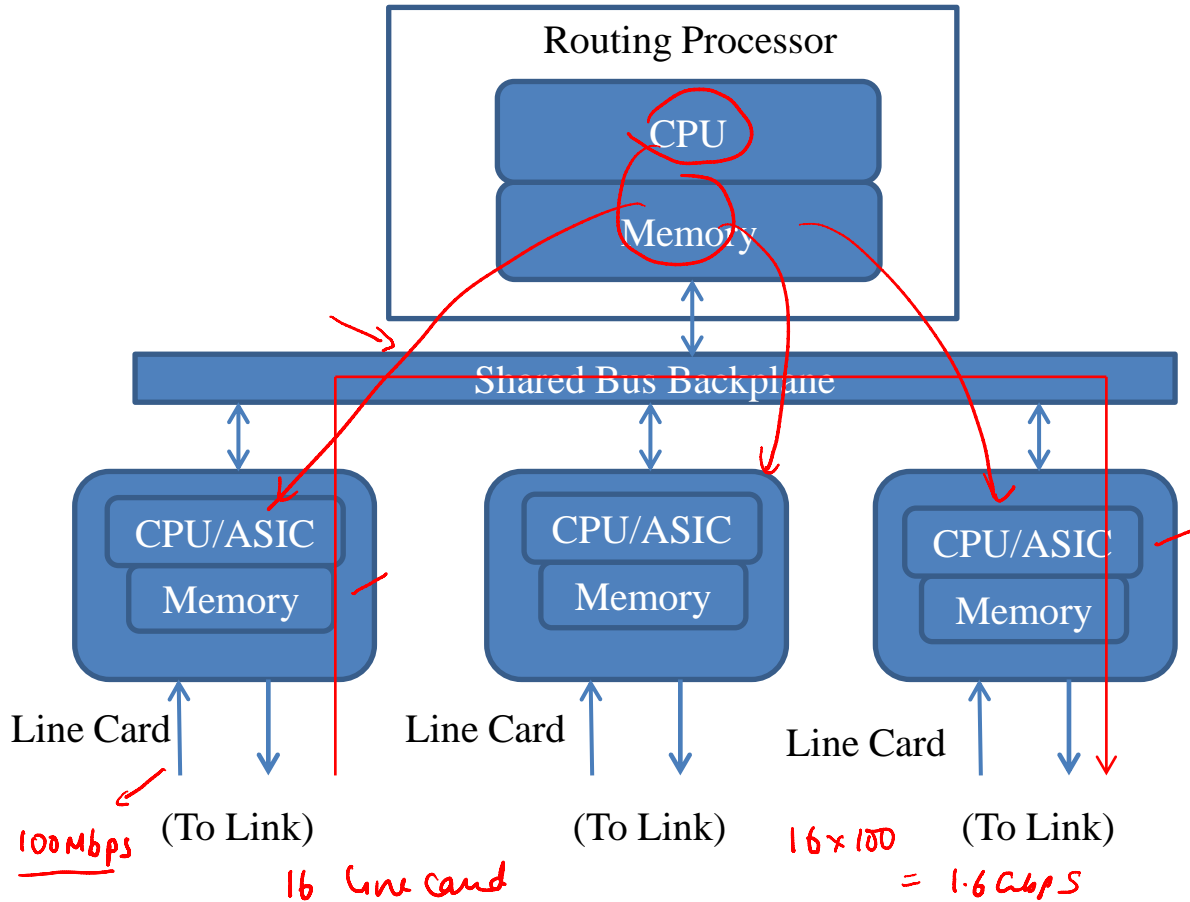 Routing Processor
CPU
Memory
Shared Bus Backplane
CPU/ASIC
Memory
CPU/ASIC
Memory
CPU/ASIC
Memory
Line Card
Line Card
Line Card
(To Link)
(To Link)
(To Link)
100Mbps
16 line card
16 x 100
= 1.6 Gbps